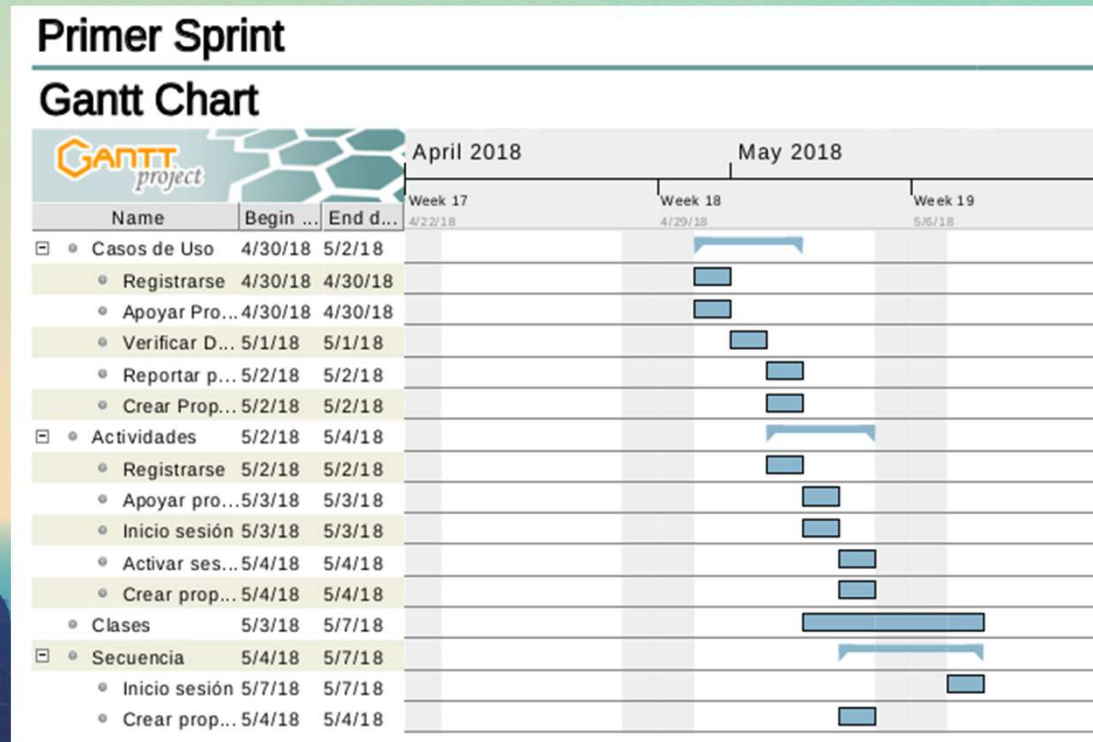 Primer Sprint
Gantt Chart
GANTT project
April 2018 May 2018
Week 17 Week 18 Week 19
Name Begin ... End d... 4/22/18 4/29/18 5/6/18
Casos de Uso 4/30/18 5/2/18
Registrarse 4/30/18 4/30/18
Apoyar Pro... 4/30/18 4/30/18
Verificar D... 5/1/18 5/1/18
Reportar p... 5/2/18 5/2/18
Crear Prop... 5/2/18 5/2/18
Actividades 5/2/18 5/4/18
Registrarse 5/2/18 5/2/18
Apoyar pro... 5/3/18 5/3/18
Inicio sesión 5/3/18 5/3/18
Activar ses... 5/4/18 5/4/18
Crear prop... 5/4/18 5/4/18
Clases 5/3/18 5/7/18
Secuencia 5/4/18 5/7/18
Inicio sesión 5/7/18 5/7/18
Crear prop... 5/4/18 5/4/18